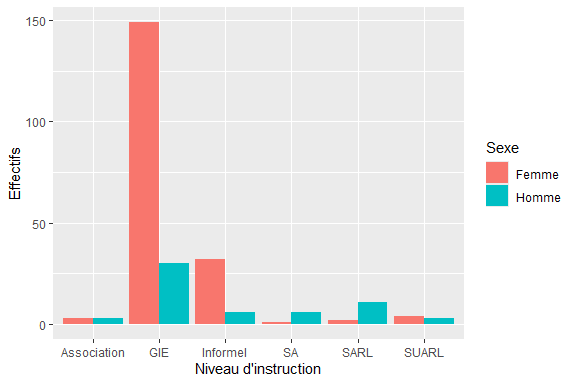 150
100
50
0
Effectifs
Association GIE Informel SA SARL SUARL
Niveau d'instruction
Sexe
Femme
Homme